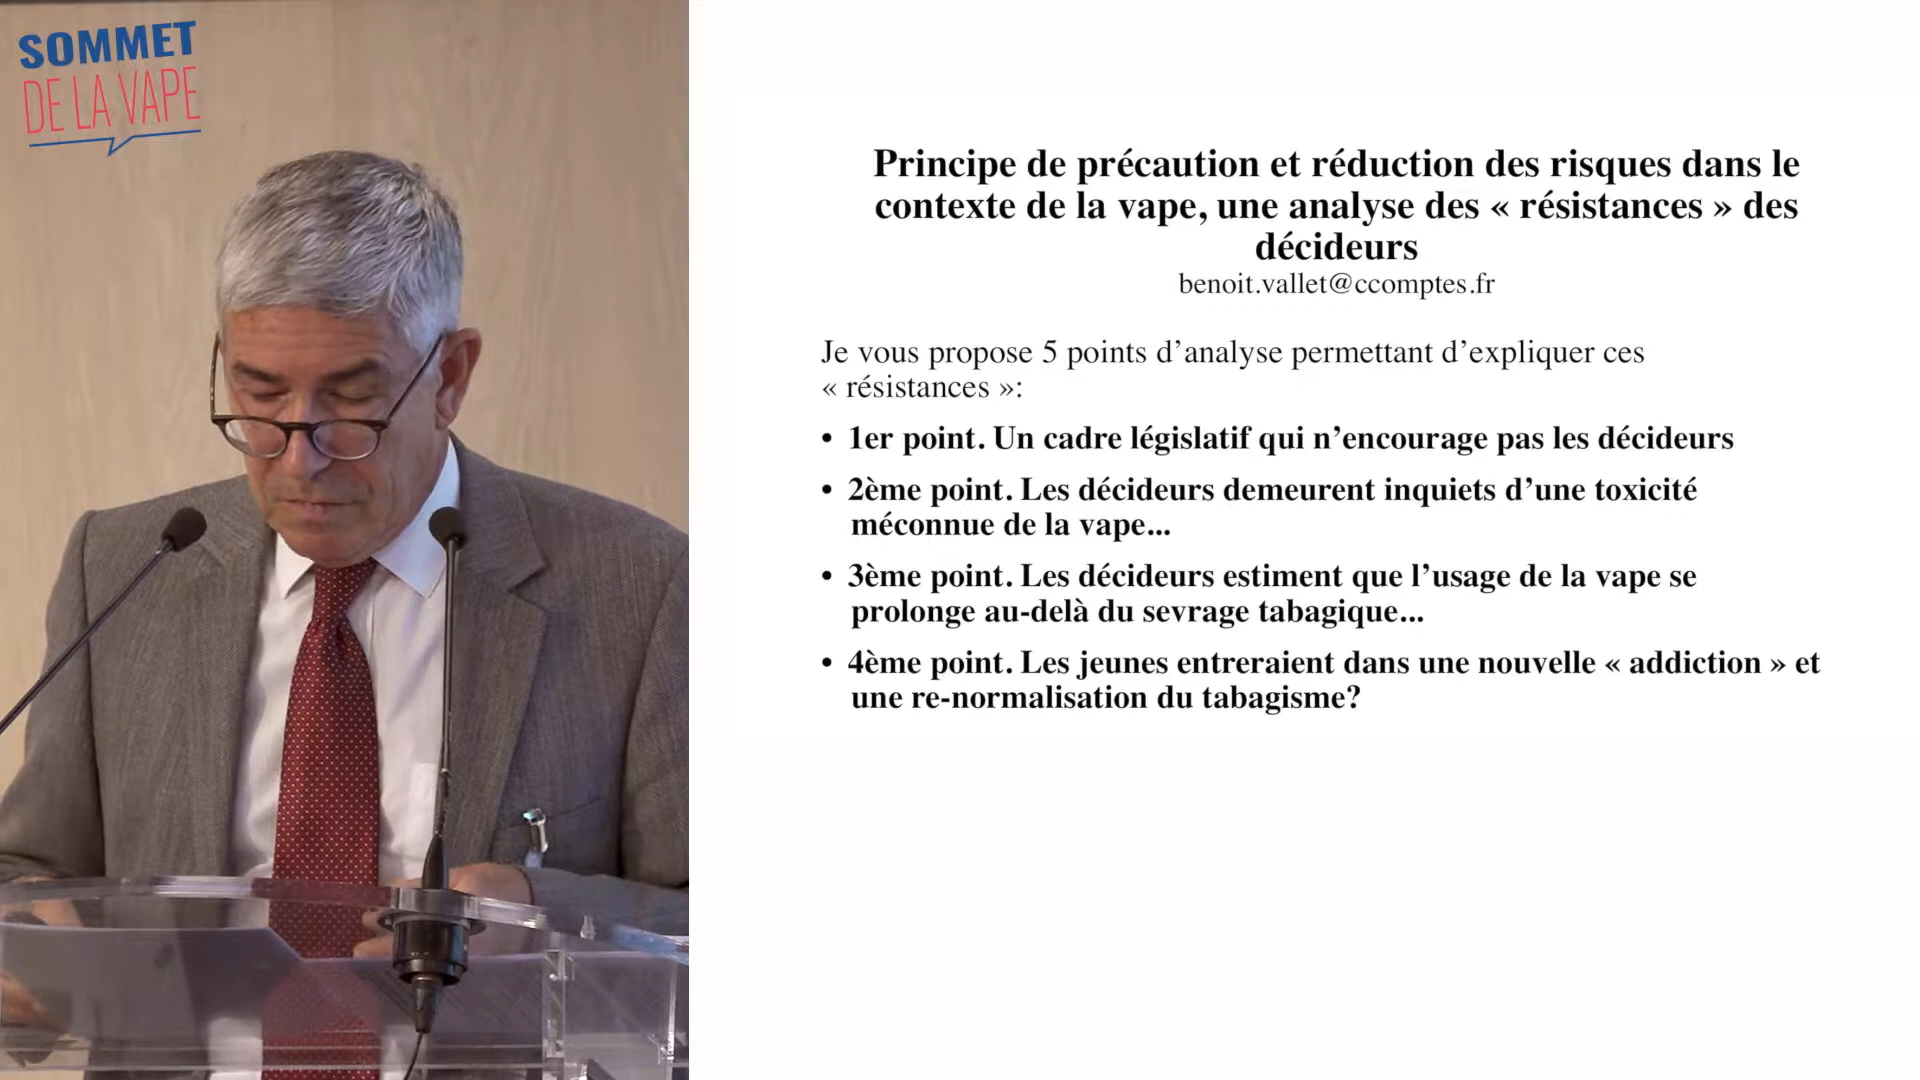 SOMMET
DE LA VAPE
Principe de précaution et réduction des risques dans le
contexte de la vape, une analyse des « résistances » des
décideurs
benoit.vallet@ccomptes.fr
Je vous propose 5 points d’analyse permettant d’expliquer ces
« résistances »:
• 1er point. Un cadre législatif qui n’encourage pas les décideurs
• 2ème point. Les décideurs demeurent inquiets d’une toxicité
méconnue de la vape...
• 3ème point. Les décideurs estiment que l’usage de la vape se
prolonge au-delà du sevrage tabagique...
• 4ème point. Les jeunes entreraient dans une nouvelle « addiction » et
une re-normalisation du tabagisme?